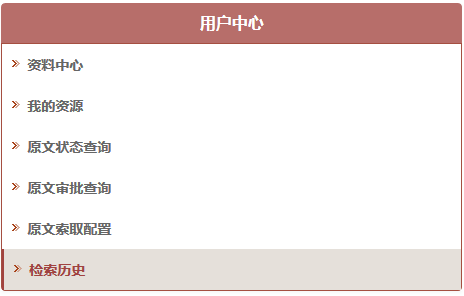 用户中心
资料中心
我的资源
原文状态查询
原文审批查询
原文索取配置
检索历史